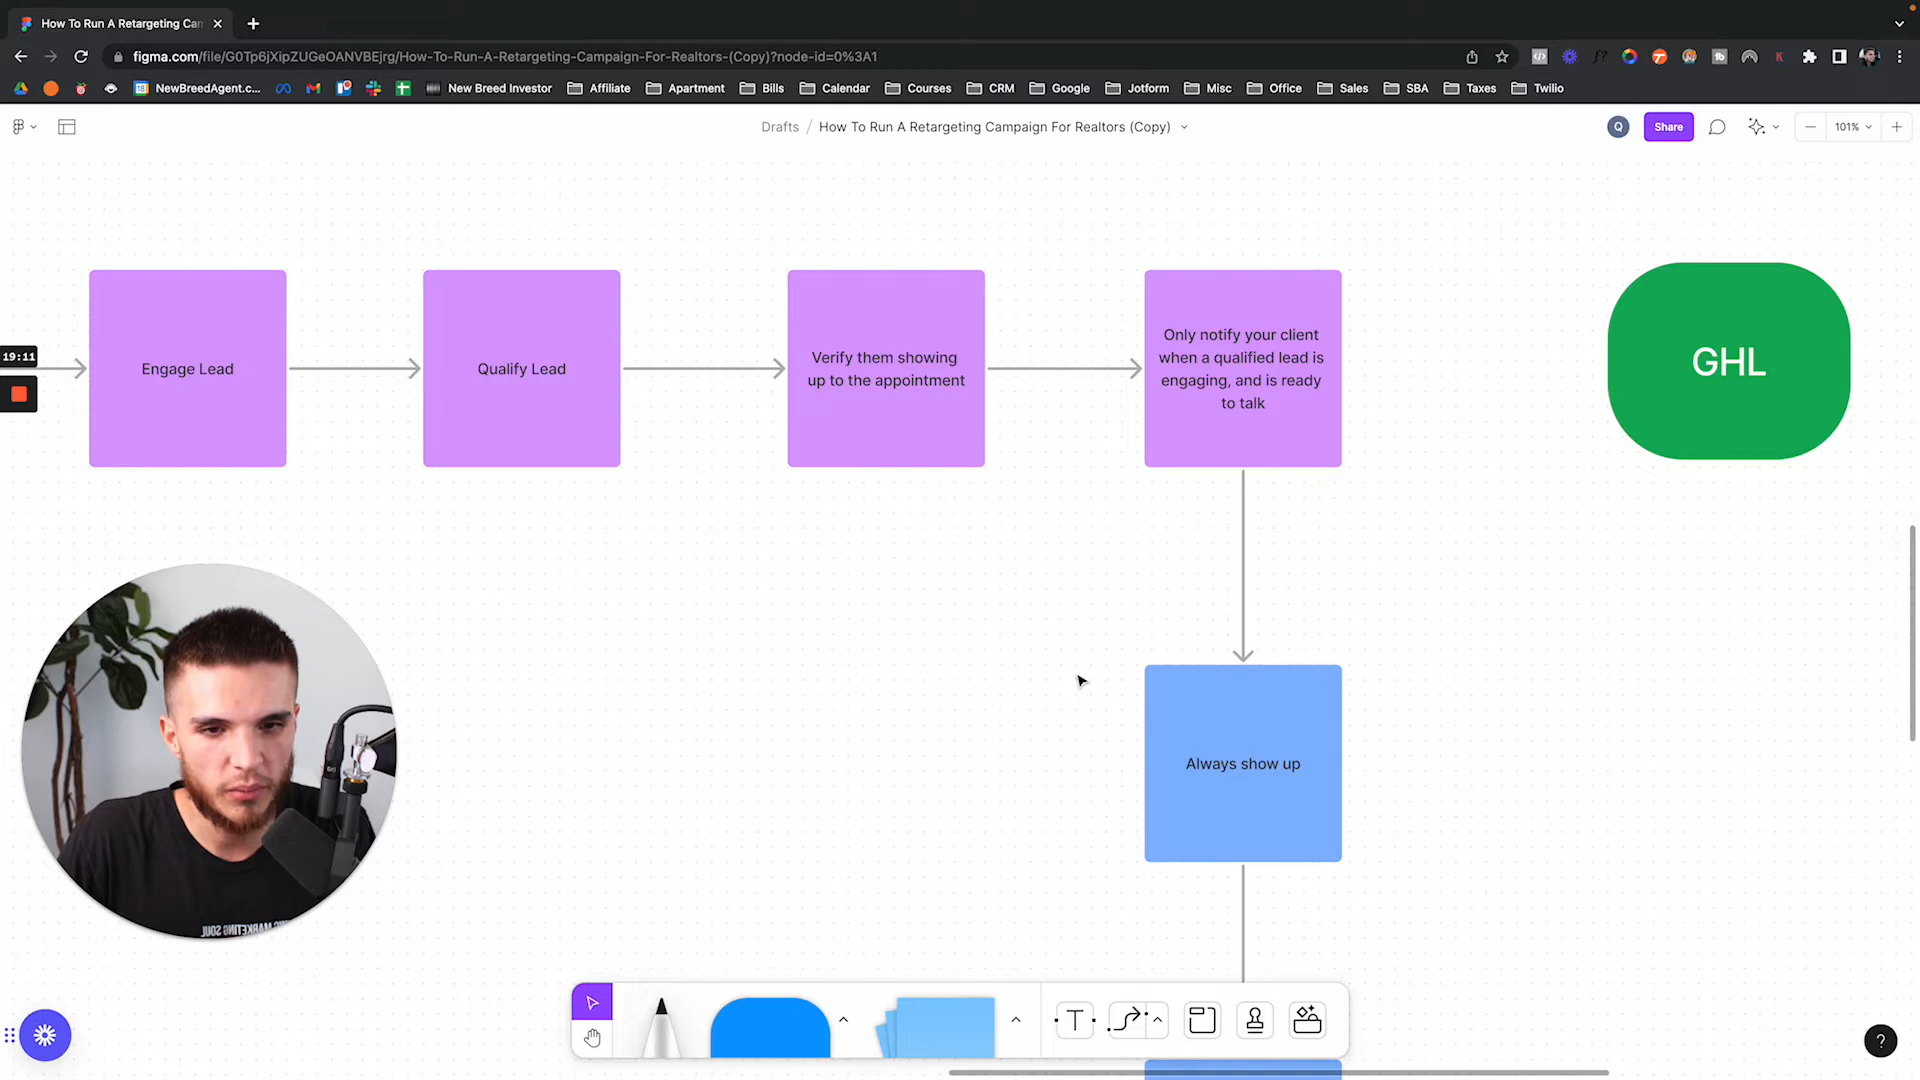 How To Run A Retargeting Car
figma.com/file/G0Tp6jXipZUGeOANVBEjrg/How-To-Run-A-Retargeting-Campaign-For-Realtors-(Copy)?node-id=0%3A1
NewBreedAgent.c... New Breed Investor Affiliate Apartment Bills Calendar Courses CRM Google Jotform Misc Office Sales SBA Taxes Twilio
Drafts / How To Run A Retargeting Campaign For Realtors (Copy)
Q
Share
101%
19:11
Engage Lead
Qualify Lead
Verify them showing
up to the appointment
Only notify your client
when a qualified lead is
engaging, and is ready
to talk
GHL
Always show up
T
?